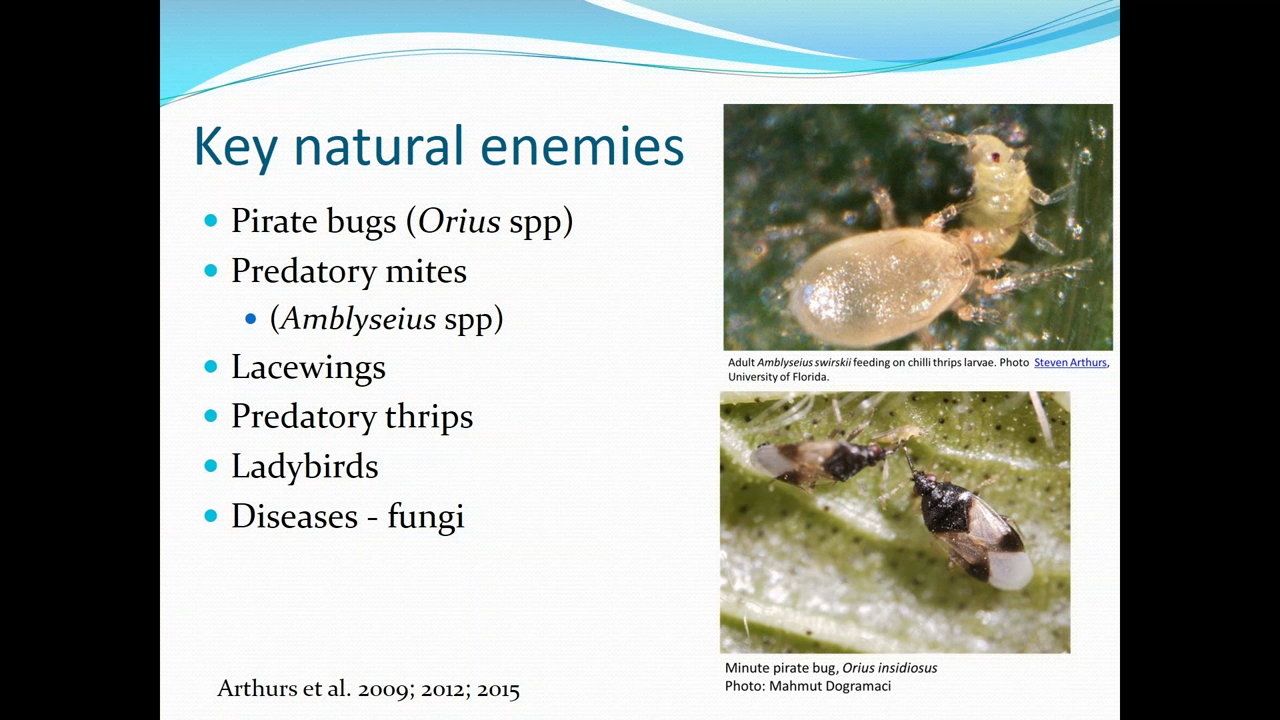 Key natural enemies
Pirate bugs (Orius spp)
Predatory mites
(Amblyseius spp)
Lacewings
Predatory thrips
Ladybirds
Diseases - fungi
Arthurs et al. 2009; 2012; 2015
Adult Amblyseius swirskii feeding on chilli thrips larvae. Photo Steven Arthurs,
University of Florida.
Minute pirate bug, Orius insidiosus
Photo: Mahmut Dogramaci